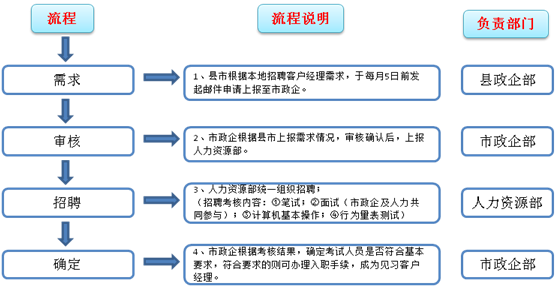 流程
流程说明
负责部门
需求
1、县市根据本地招聘客户经理需求，于每月5日前发
起邮件申请上报至市政企。
县政企部
审核
2、市政企根据县市上报需求情况，审核确认后，上报
人力资源部。
市政企部
招聘
3、人力资源部统一组织招聘；
（招聘考核内容：①笔试；②面试（市政企及人力共
同参与）；③计算机基本操作；④行为量表测试）
人力资源部
确定
4、市政企根据考核结果，确定考试人员是否符合基本
要求，符合要求的则可办理入职手续，成为见习客户
经理。
市政企部